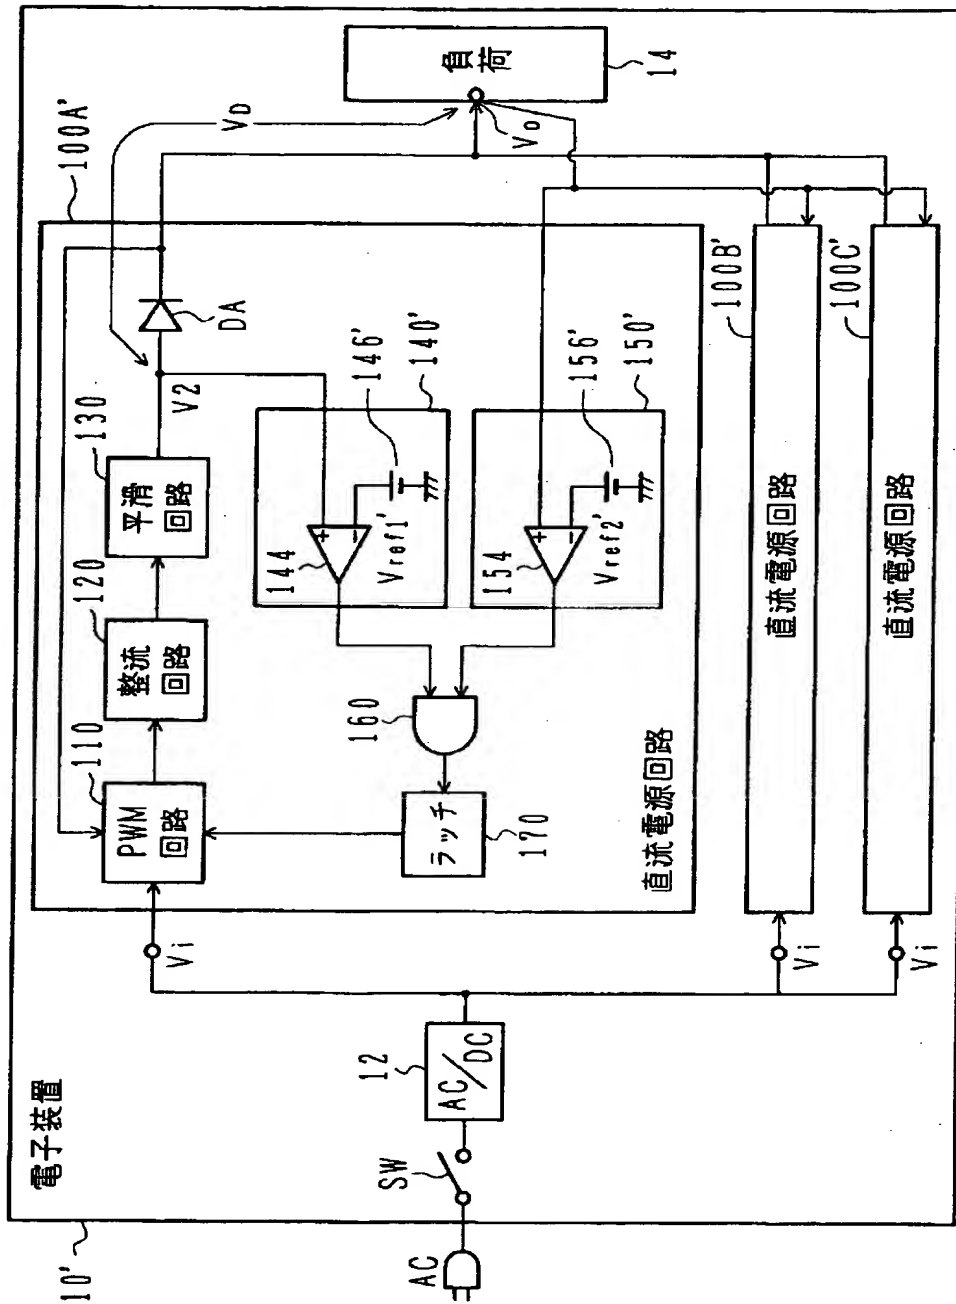 10'
電子装置
AC
SW
12
AC/DC
Vi
Vi
Vi
100A'
110
PWM
回路
120
整流
回路
130
平滑
回路
V2
DA
VD
Vo
負荷
14
144
Vref1'
146'
140'
154
Vref2'
156'
150'
160
ラッチ
170
直流電源回路
100B'
直流電源回路
100C'
直流電源回路